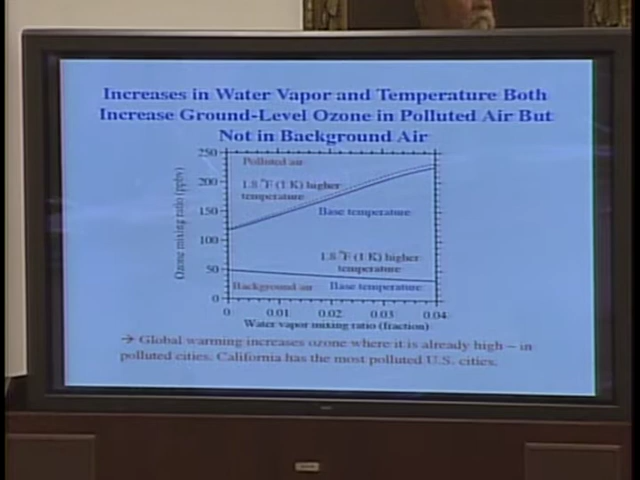 Increases in Water Vapor and Temperature Both
Increase Ground-Level Ozone in Polluted Air But
Not in Background Air
250
Polluted air
200
1.8 °F (1 K) higher
temperature
150
Base temperature
100
1.8 °F (1 K) higher
temperature
50
Background air
Base temperature
0
0 0.01 0.02 0.03 0.04
Water vapor mixing ratio (fraction)
Ozone mixing ratio (ppbv)
→ Global warming increases ozone where it is already high – in
polluted cities. California has the most polluted U.S. cities.